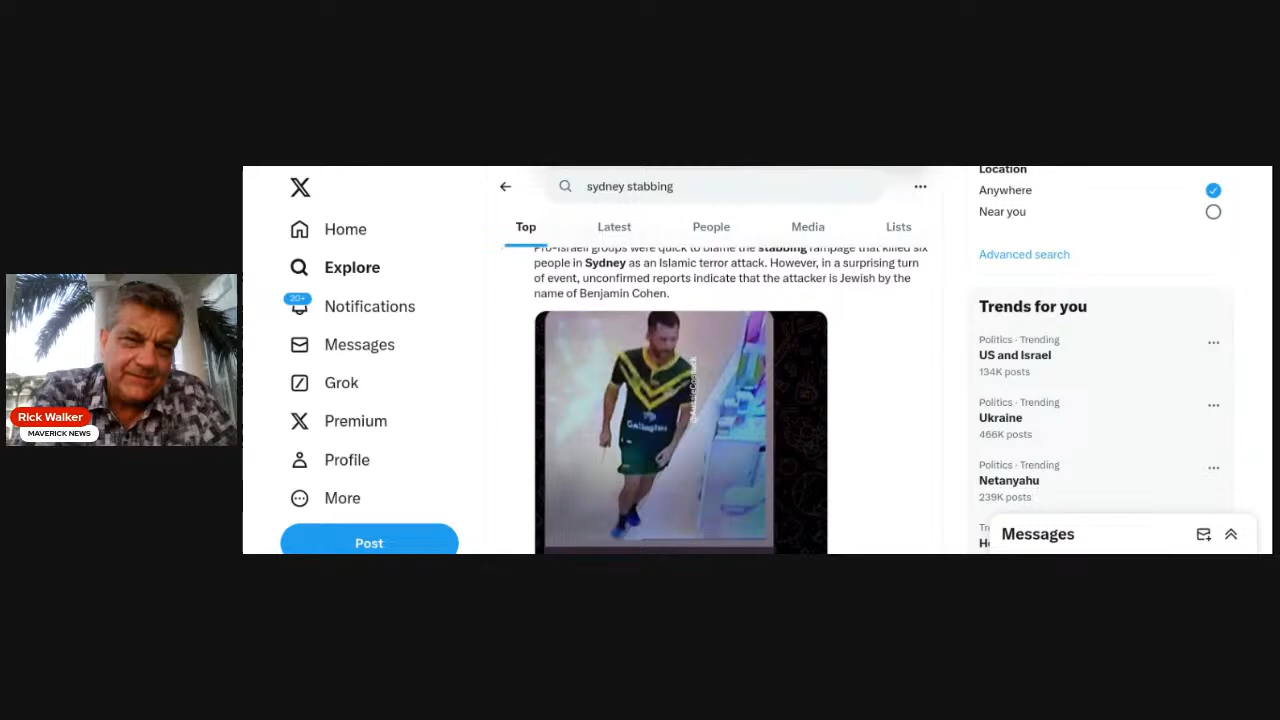 sydney stabbing
Location
Anywhere
Near you
Advanced search
Home
Explore
20+
Notifications
Messages
Grok
Premium
Profile
More
Post
Top
Latest
People
Media
Lists
Pro-Israeli groups were quick to blame the stabbing rampage that killed six
people in Sydney as an Islamic terror attack. However, in a surprising turn
of event, unconfirmed reports indicate that the attacker is Jewish by the
name of Benjamin Cohen.
Gallagher
@AussieCossack
Trends for you
Politics · Trending
US and Israel
134K posts
Politics · Trending
Ukraine
466K posts
Politics · Trending
Netanyahu
239K posts
Messages
Rick Walker
MAVERICK NEWS